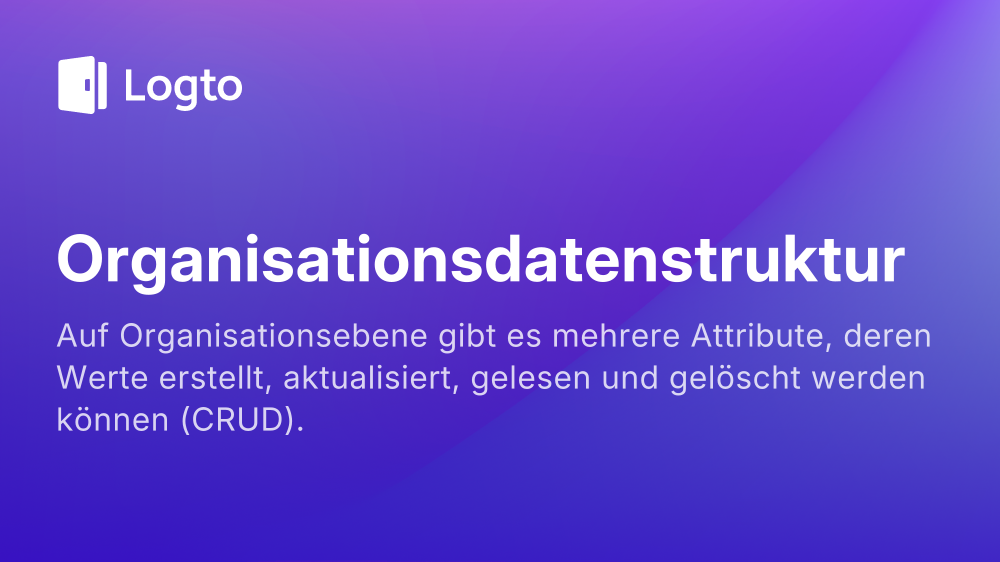 Logto
Organisationsdatenstruktur
Auf Organisationsebene gibt es mehrere Attribute, deren
Werte erstellt, aktualisiert, gelesen und gelöscht werden
können (CRUD).